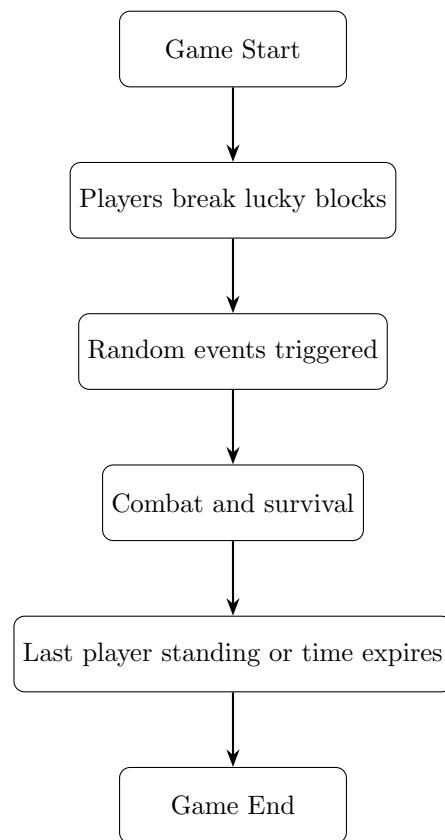 Game Start
Players break lucky blocks
Random events triggered
Combat and survival
Last player standing or time expires
Game End